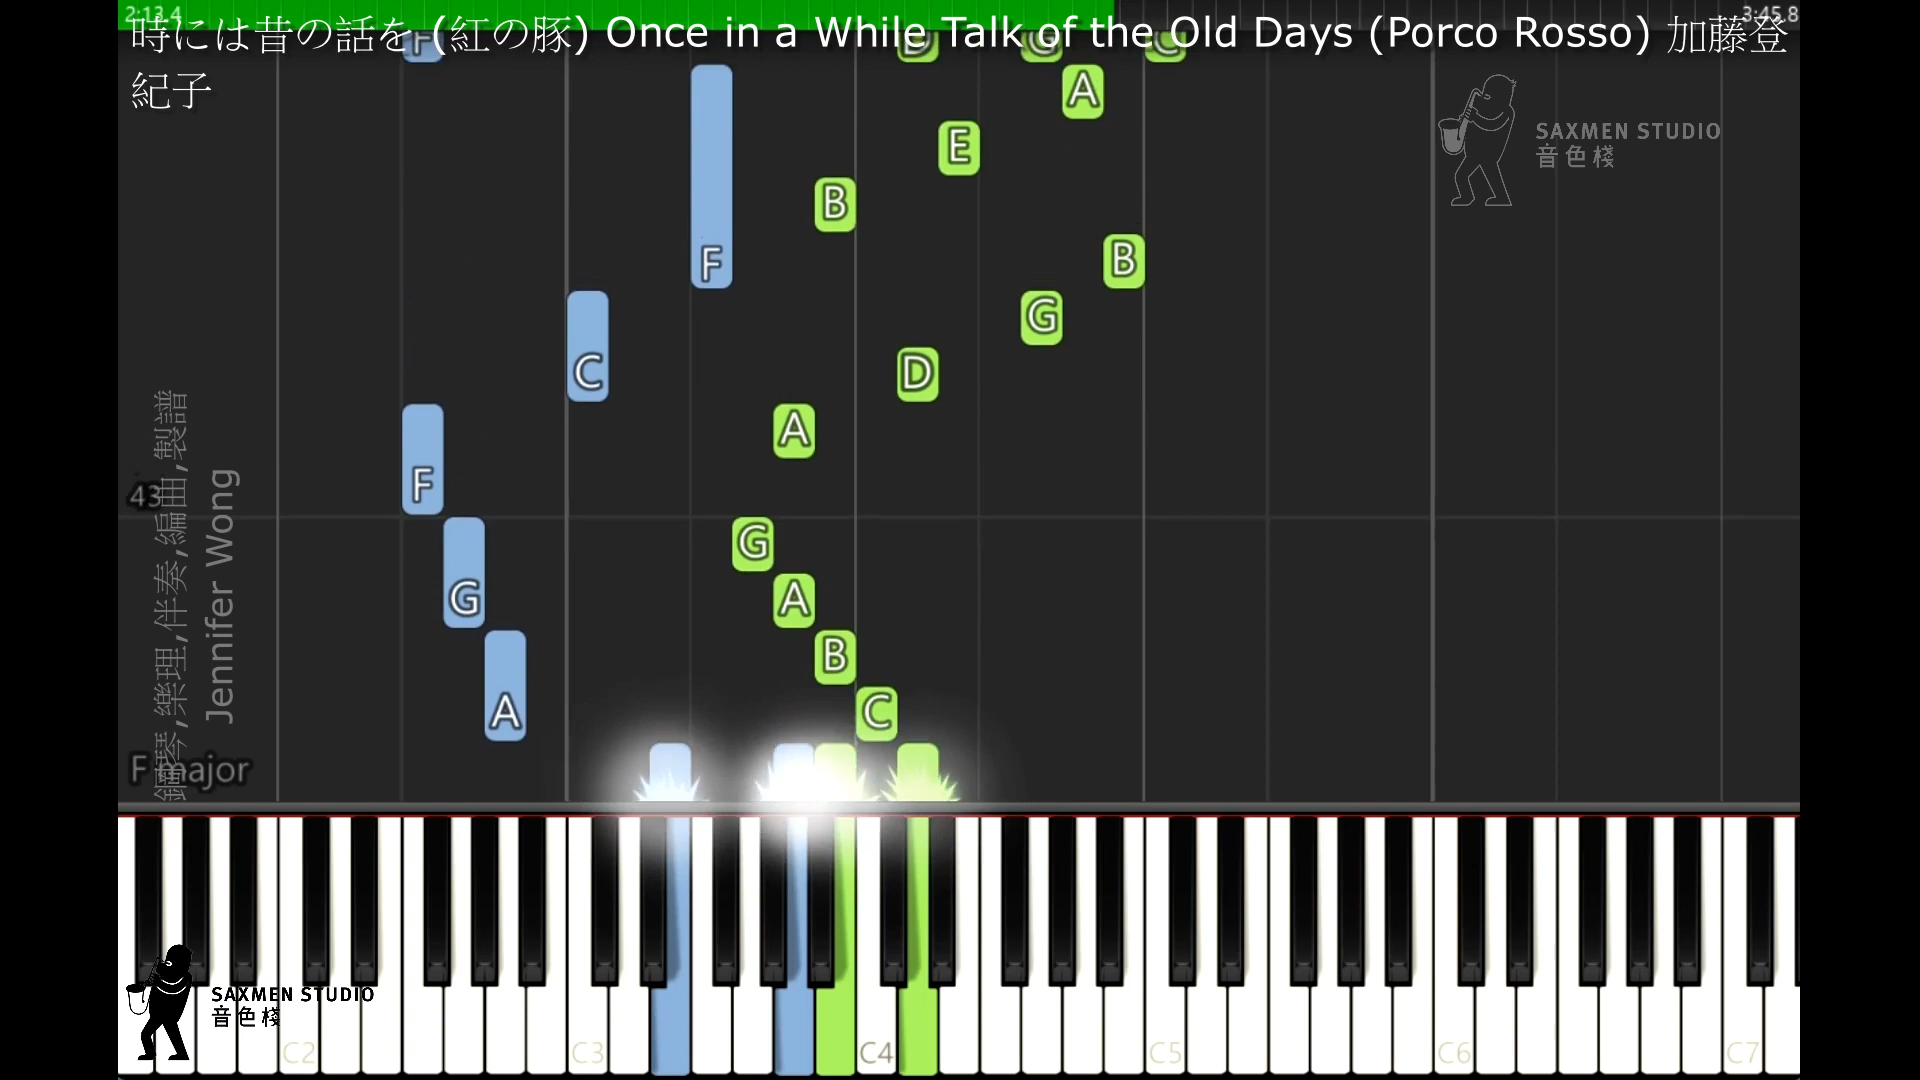 2:13.4
3:45.8
時には昔の話を (紅の豚) Once in a While Talk of the Old Days (Porco Rosso) 加藤登
紀子
F
D
G
C
A
E
B
F
B
G
C
D
A
F
43
G
G
A
B
A
C
F major
鋼琴,樂理,伴奏,編曲,製譜
Jennifer Wong
SAXMEN STUDIO
音色棧
SAXMEN STUDIO
音色棧
C2
C3
C4
C5
C6
C7